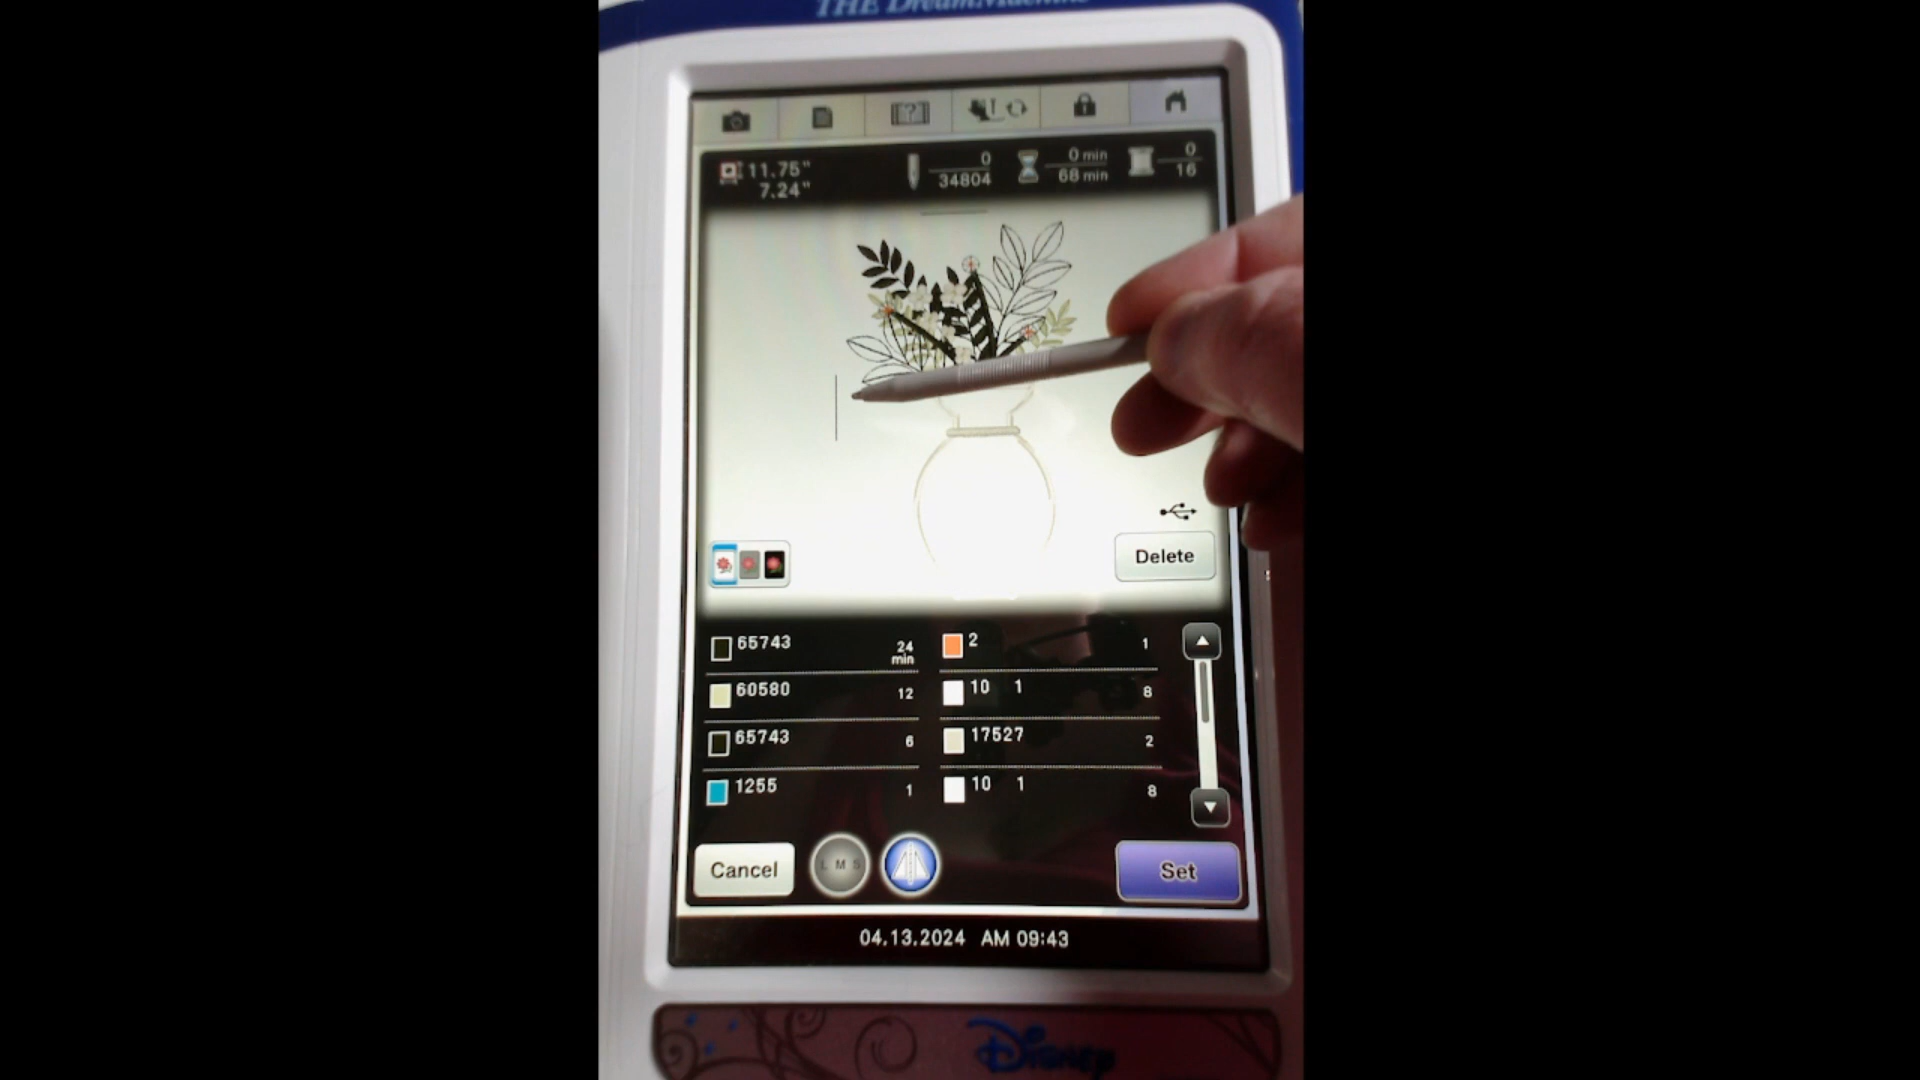 THE DreamMachine
11.75"
7.24"
0
34804
0 min
68 min
0
16
Delete
65743 24 min
60580 12
65743 6
1255 1
2 1
10 1 8
17527 2
10 1 8
Cancel
L M S
Set
04.13.2024 AM 09:43
Disney